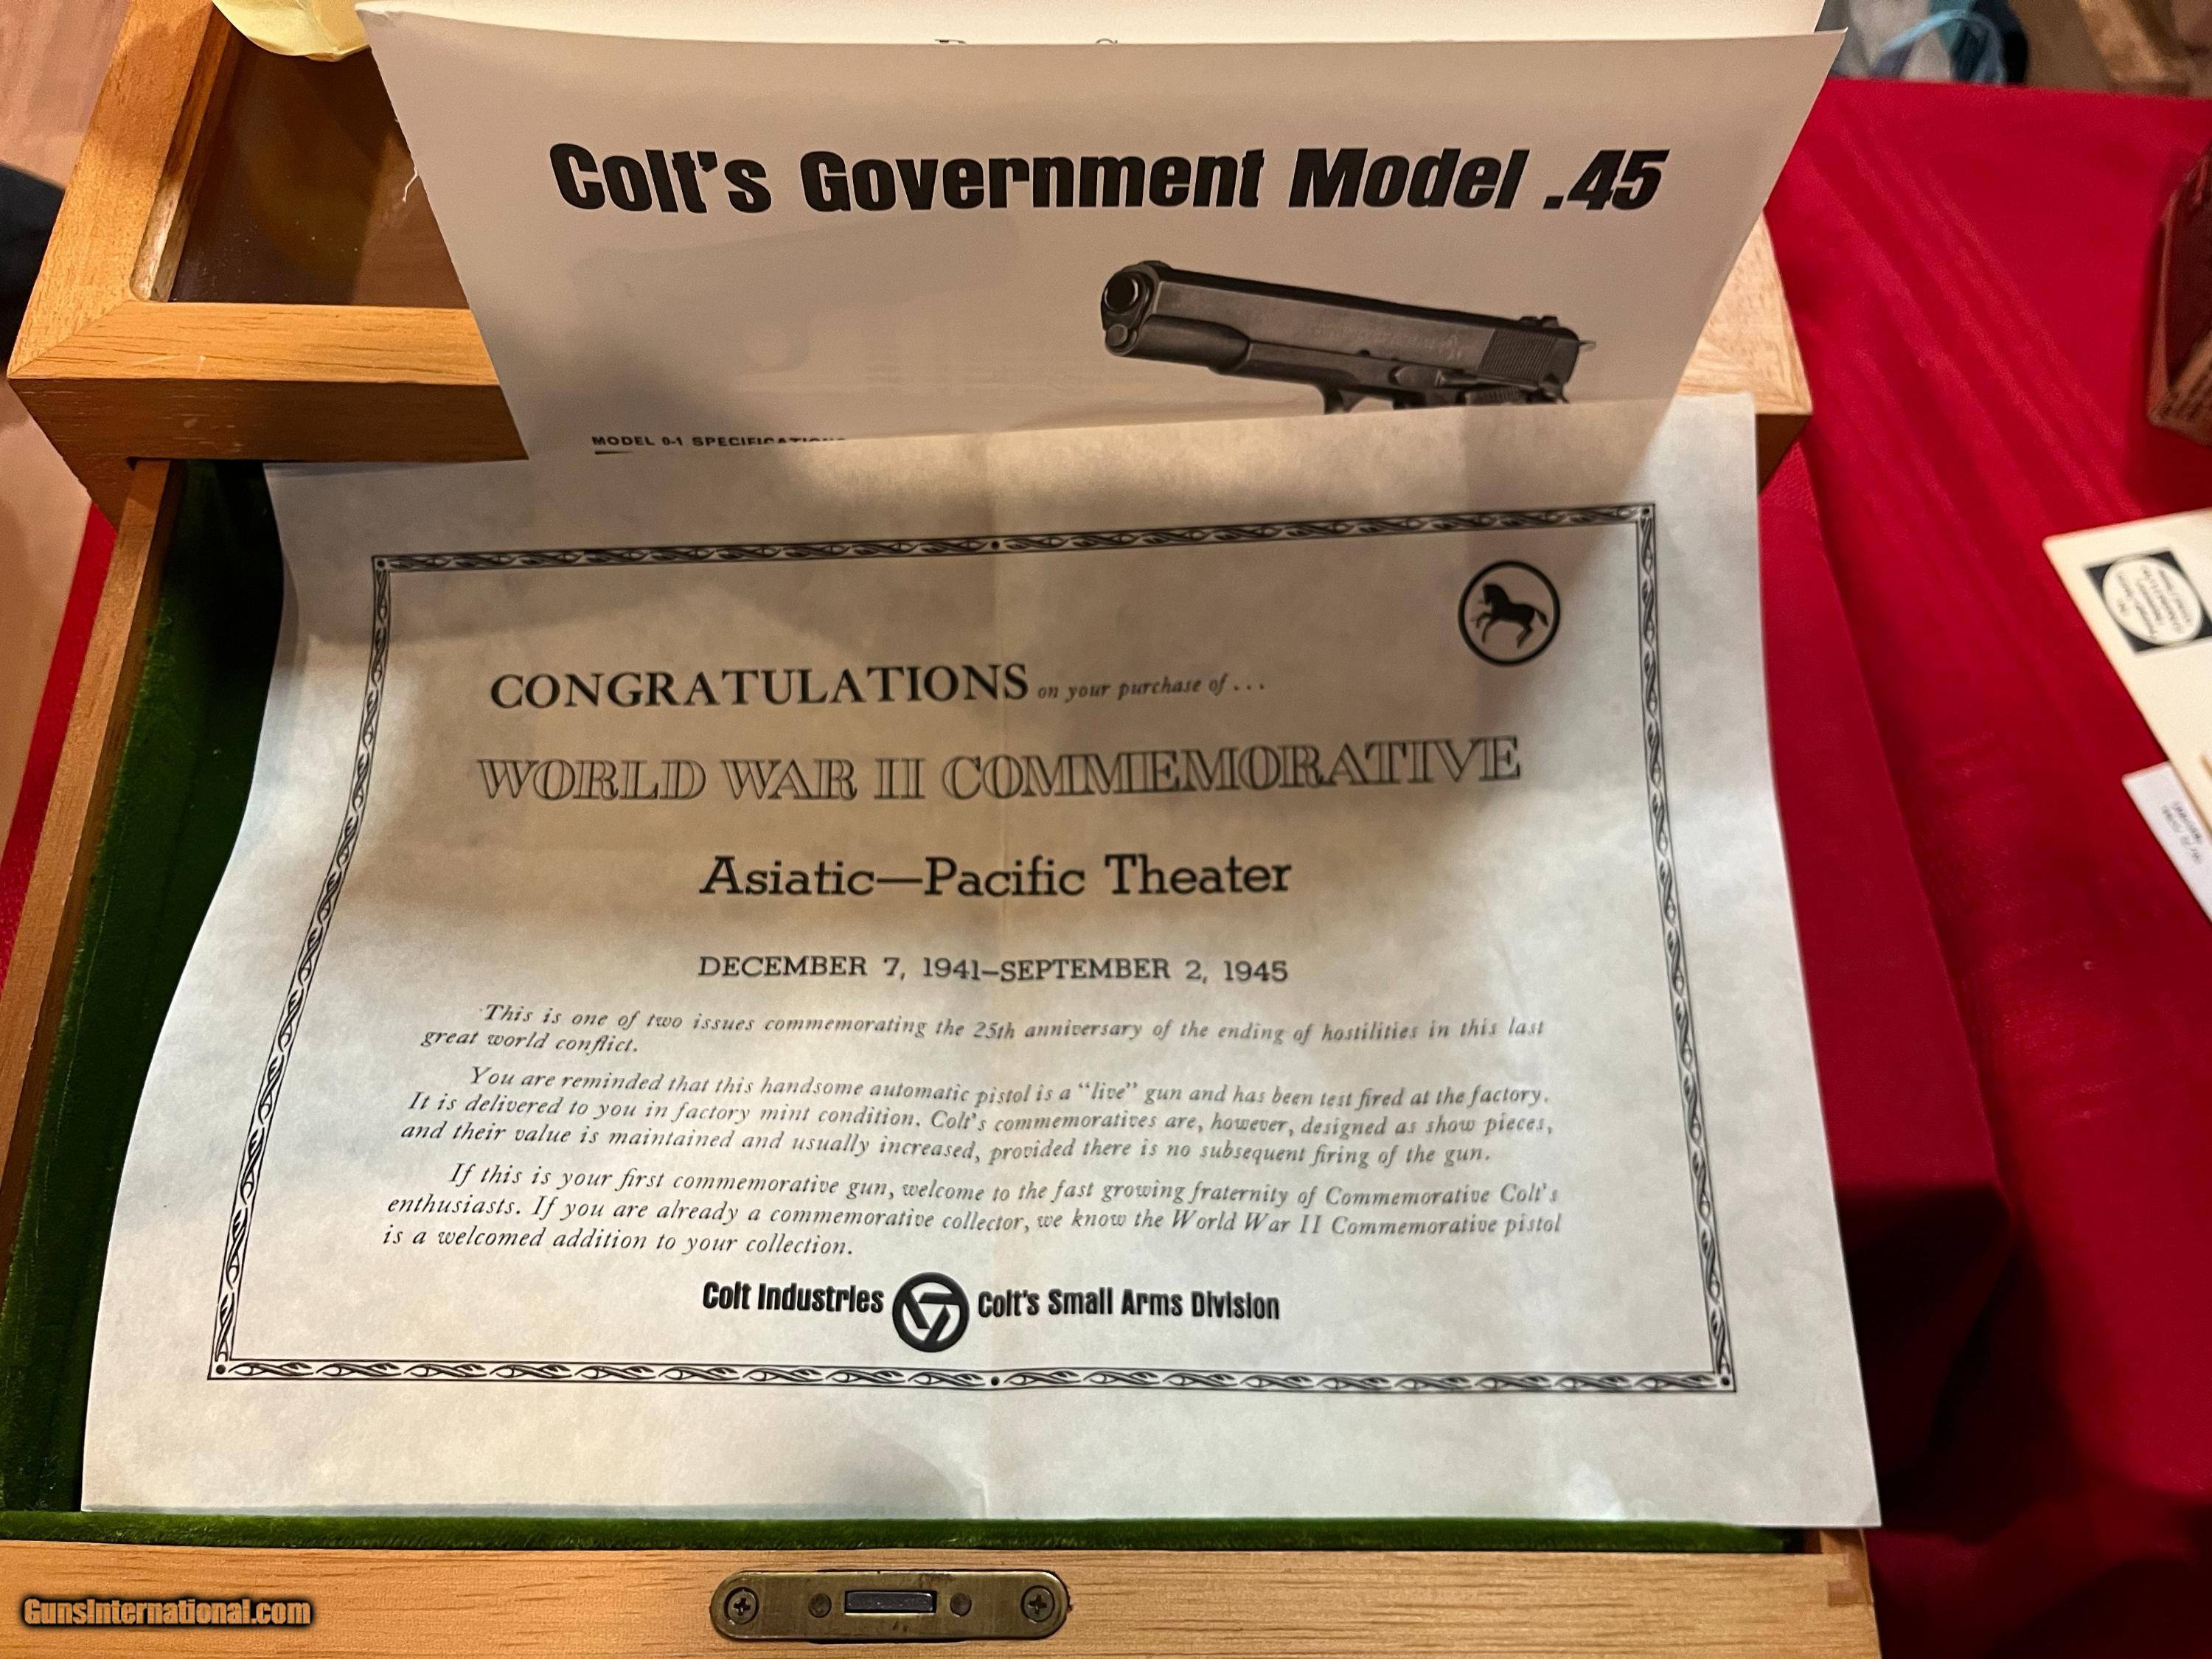 Colt's Government Model .45
MODEL 0-1 SPECIFICATIONS
CONGRATULATIONS on your purchase of . . .
WORLD WAR II COMMEMORATIVE
Asiatic—Pacific Theater
DECEMBER 7, 1941–SEPTEMBER 2, 1945
This is one of two issues commemorating the 25th anniversary of the ending of hostilities in this last
great world conflict.
You are reminded that this handsome automatic pistol is a “live” gun and has been test fired at the factory.
It is delivered to you in factory mint condition. Colt's commemoratives are, however, designed as show pieces,
and their value is maintained and usually increased, provided there is no subsequent firing of the gun.
If this is your first commemorative gun, welcome to the fast growing fraternity of Commemorative Colt's
enthusiasts. If you are already a commemorative collector, we know the World War II Commemorative pistol
is a welcomed addition to your collection.
Colt Industries Colt's Small Arms Division
GunsInternational.com